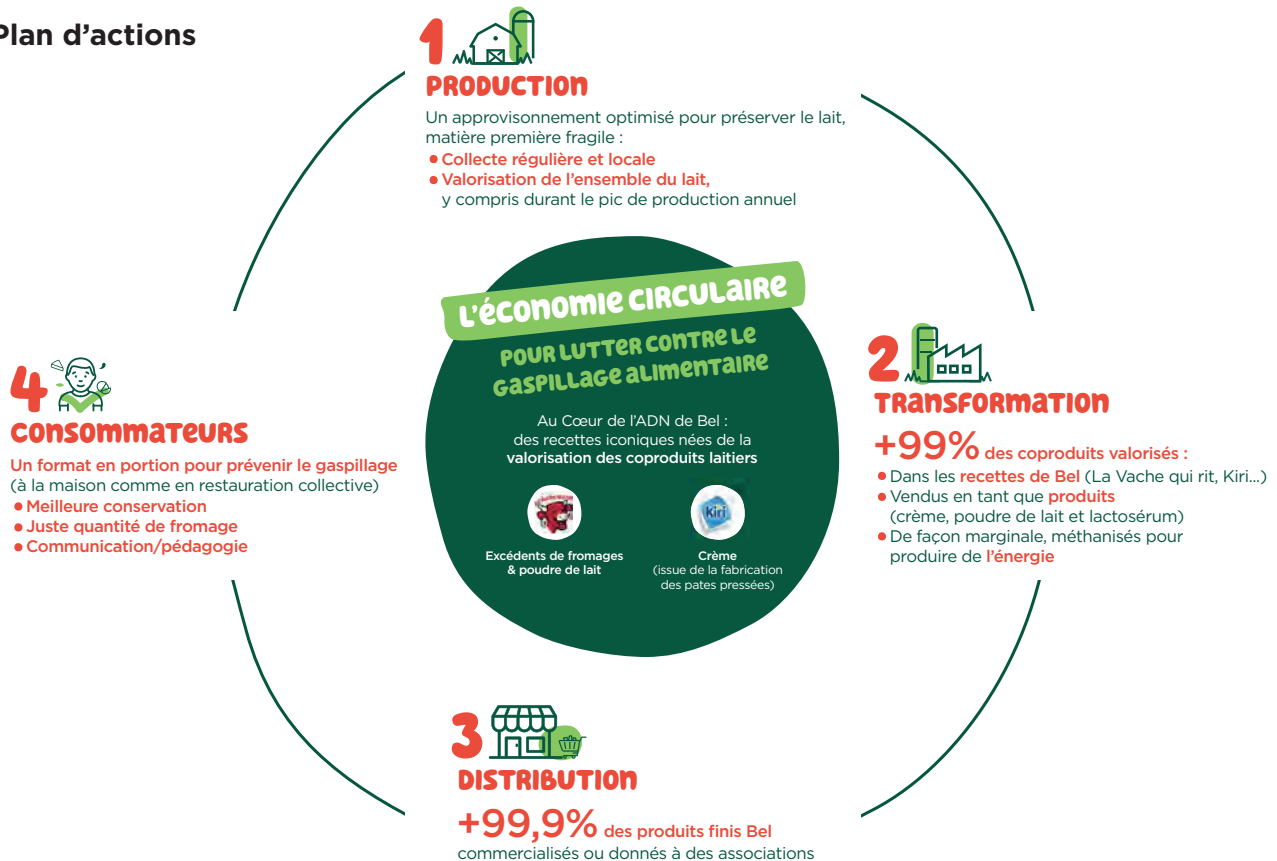 Plan d'actions
1
PRODUCTION
Un approvisonnement optimisé pour préserver le lait,
matière première fragile :
• Collecte régulière et locale
• Valorisation de l'ensemble du lait,
y compris durant le pic de production annuel
L'économie circulaire
pour lutter contre le
gaspillage alimentaire
Au Cœur de l'ADN de Bel :
des recettes iconiques nées de la
valorisation des coproduits laitiers
Kiri
Excédents de fromages
& poudre de lait
Crème
(issue de la fabrication
des pates pressées)
2
TRANSFORMATION
+99% des coproduits valorisés :
• Dans les recettes de Bel (La Vache qui rit, Kiri...)
• Vendus en tant que produits
(crème, poudre de lait et lactosérum)
• De façon marginale, méthanisés pour
produire de l'énergie
3
DISTRIBUTION
+99,9% des produits finis Bel
commercialisés ou donnés à des associations
4
CONSOMMATEURS
Un format en portion pour prévenir le gaspillage
(à la maison comme en restauration collective)
• Meilleure conservation
• Juste quantité de fromage
• Communication/pédagogie